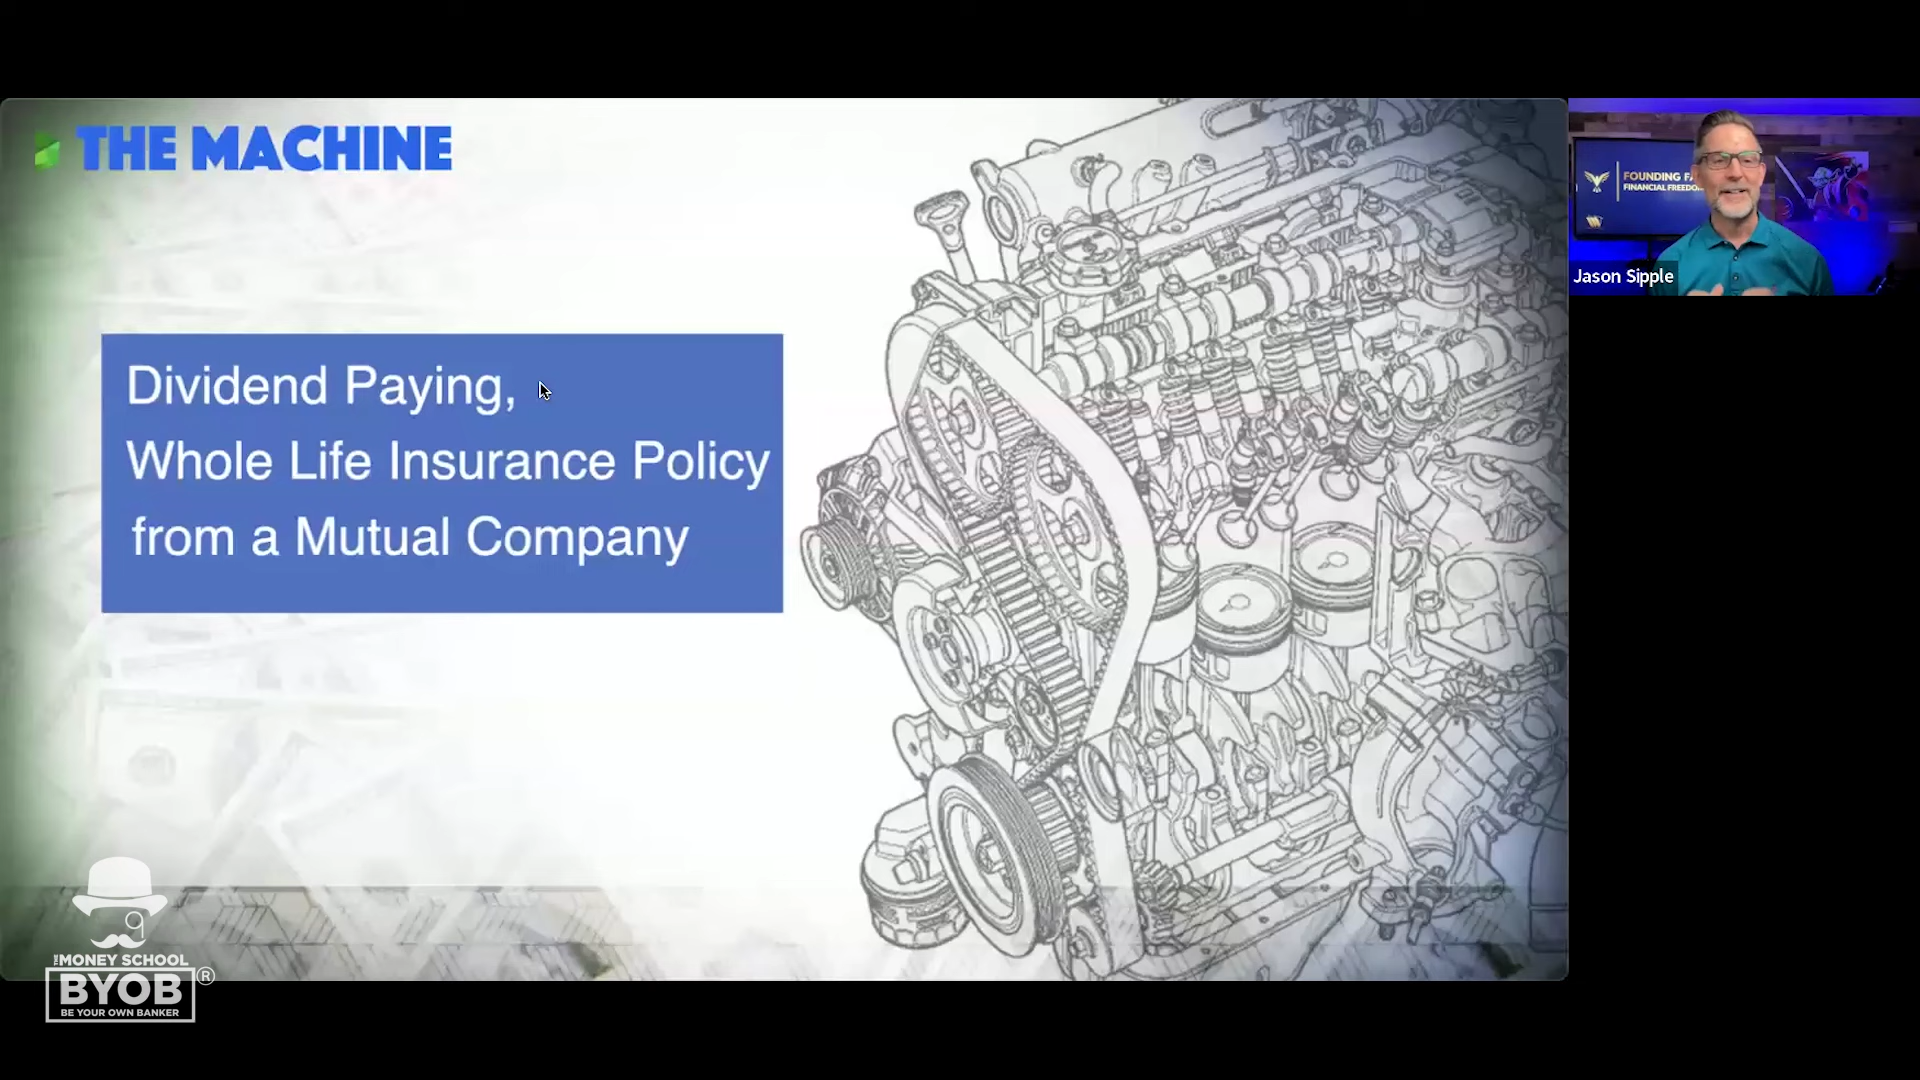 THE MACHINE
Dividend Paying,
Whole Life Insurance Policy
from a Mutual Company
FOUNDING
FINANCIAL
Jason Sipple
THE MONEY SCHOOL
BYOB®
BE YOUR OWN BANKER